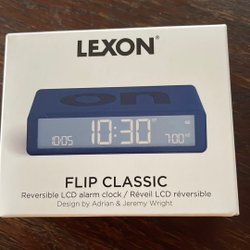 LEXON®
on
10:05 10:30 7:00
FLIP CLASSIC
Reversible LCD alarm clock / Réveil LCD réversible
Design by Adrian & Jeremy Wright